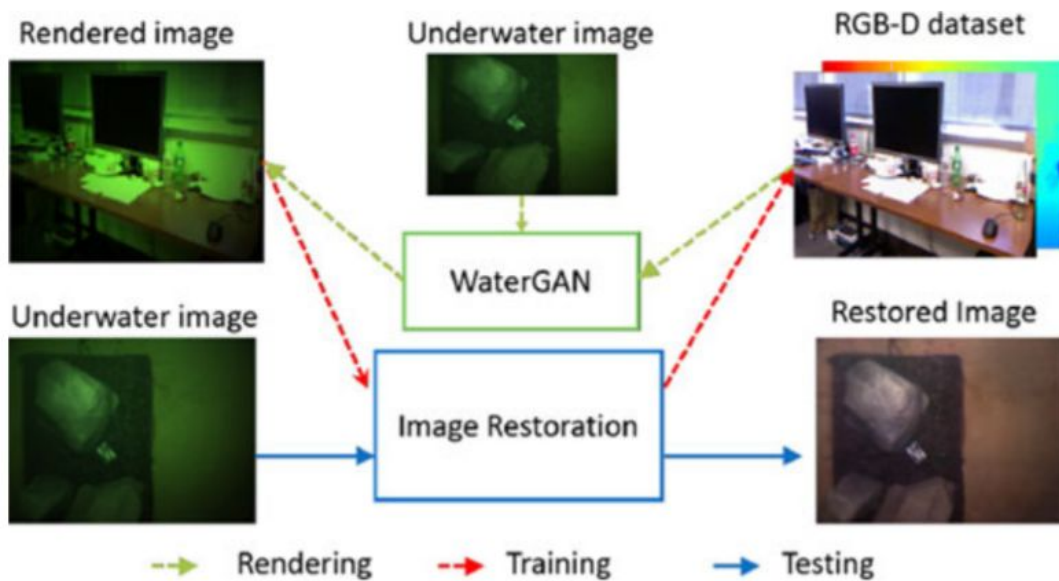 Rendered image
Underwater image
RGB-D dataset
WaterGAN
Underwater image
Restored Image
Image Restoration
Rendering
Training
Testing